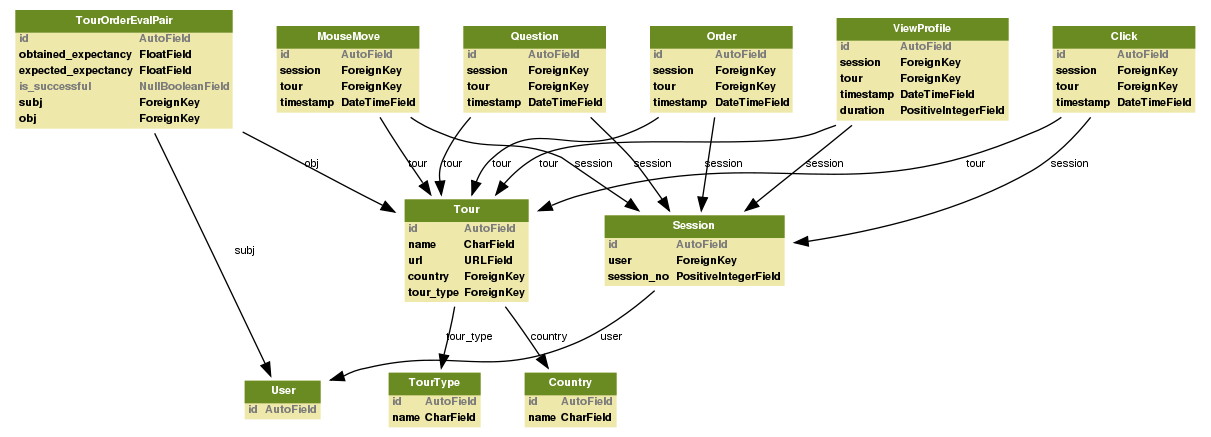 TourOrderEvalPair
id AutoField
obtained_expectancy FloatField
expected_expectancy FloatField
is_successful NullBooleanField
subj ForeignKey
obj ForeignKey
MouseMove
id AutoField
session ForeignKey
tour ForeignKey
timestamp DateTimeField
Question
id AutoField
session ForeignKey
tour ForeignKey
timestamp DateTimeField
Order
id AutoField
session ForeignKey
tour ForeignKey
timestamp DateTimeField
ViewProfile
id AutoField
session ForeignKey
tour ForeignKey
timestamp DateTimeField
duration PositiveIntegerField
Click
id AutoField
session ForeignKey
tour ForeignKey
timestamp DateTimeField
obj
tour
tour
tour
tour
session
session
session
session
tour
session
Tour
id AutoField
name CharField
url URLField
country ForeignKey
tour_type ForeignKey
Session
id AutoField
user ForeignKey
session_no PositiveIntegerField
subj
tour_type
country
user
User
id AutoField
TourType
id AutoField
name CharField
Country
id AutoField
name CharField